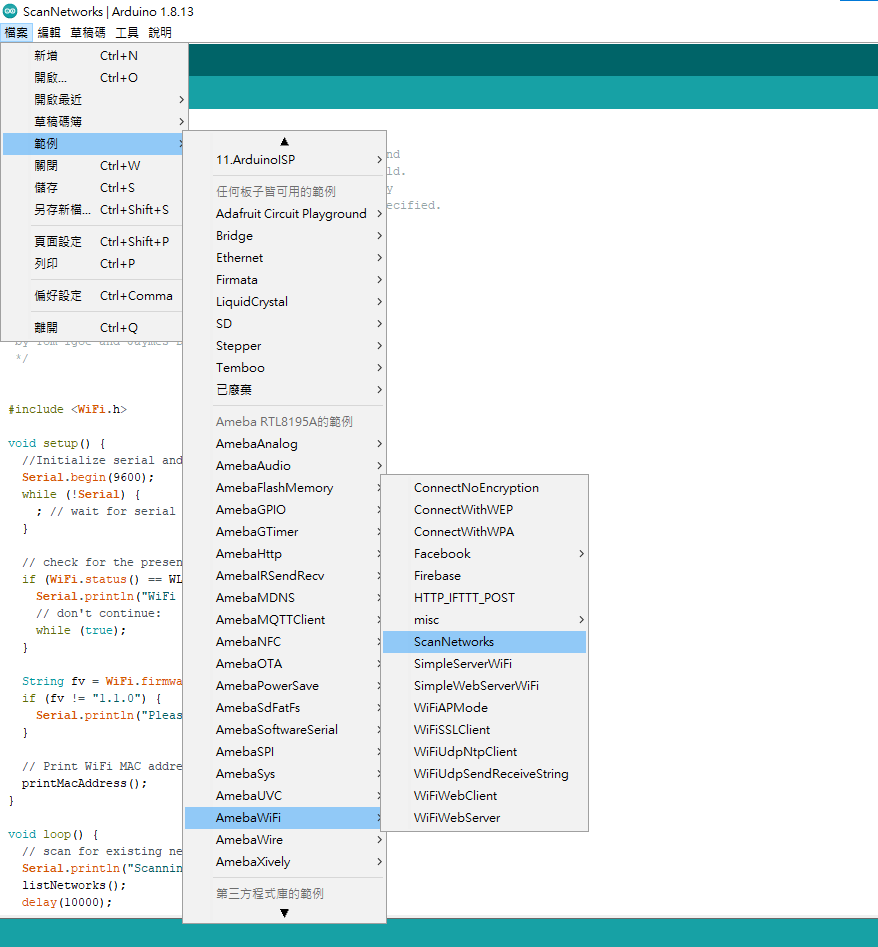 ScanNetworks | Arduino 1.8.13
檔案 編輯 草稿碼 工具 說明
新增 Ctrl+N
開啟... Ctrl+O
開啟最近
草稿碼簿
範例
關閉 Ctrl+W
儲存 Ctrl+S
另存新檔... Ctrl+Shift+S
頁面設定 Ctrl+Shift+P
列印 Ctrl+P
偏好設定 Ctrl+Comma
離開 Ctrl+Q
11.ArduinoISP
任何板子皆可用的範例
Adafruit Circuit Playground
Bridge
Ethernet
Firmata
LiquidCrystal
SD
Stepper
Temboo
已廢棄
Ameba RTL8195A的範例
AmebaAnalog
AmebaAudio
AmebaFlashMemory
AmebaGPIO
AmebaGTimer
AmebaHttp
AmebaIRSendRecv
AmebaMDNS
AmebaMQTTClient
AmebaNFC
AmebaOTA
AmebaPowerSave
AmebaSdFatFs
AmebaSoftwareSerial
AmebaSPI
AmebaSys
AmebaUVC
AmebaWiFi
AmebaWire
AmebaXively
第三方程式庫的範例
ConnectNoEncryption
ConnectWithWEP
ConnectWithWPA
Facebook
Firebase
HTTP_IFTTT_POST
misc
ScanNetworks
SimpleServerWiFi
SimpleWebServerWiFi
WiFiAPMode
WiFiSSLClient
WiFiUdpNtpClient
WiFiUdpSendReceiveString
WiFiWebClient
WiFiWebServer
nd
ld.
y
ecified.
*/
#include <WiFi.h>
void setup() {
//Initialize serial and
Serial.begin(9600);
while (!Serial) {
; // wait for serial
}
// check for the presen
if (WiFi.status() == WL
Serial.println("WiFi
// don't continue:
while (true);
}
String fv = WiFi.firmwa
if (fv != "1.1.0") {
Serial.println("Pleas
}
// Print WiFi MAC addre
printMacAddress();
}
void loop() {
// scan for existing ne
Serial.println("Scannin
listNetworks();
delay(10000);